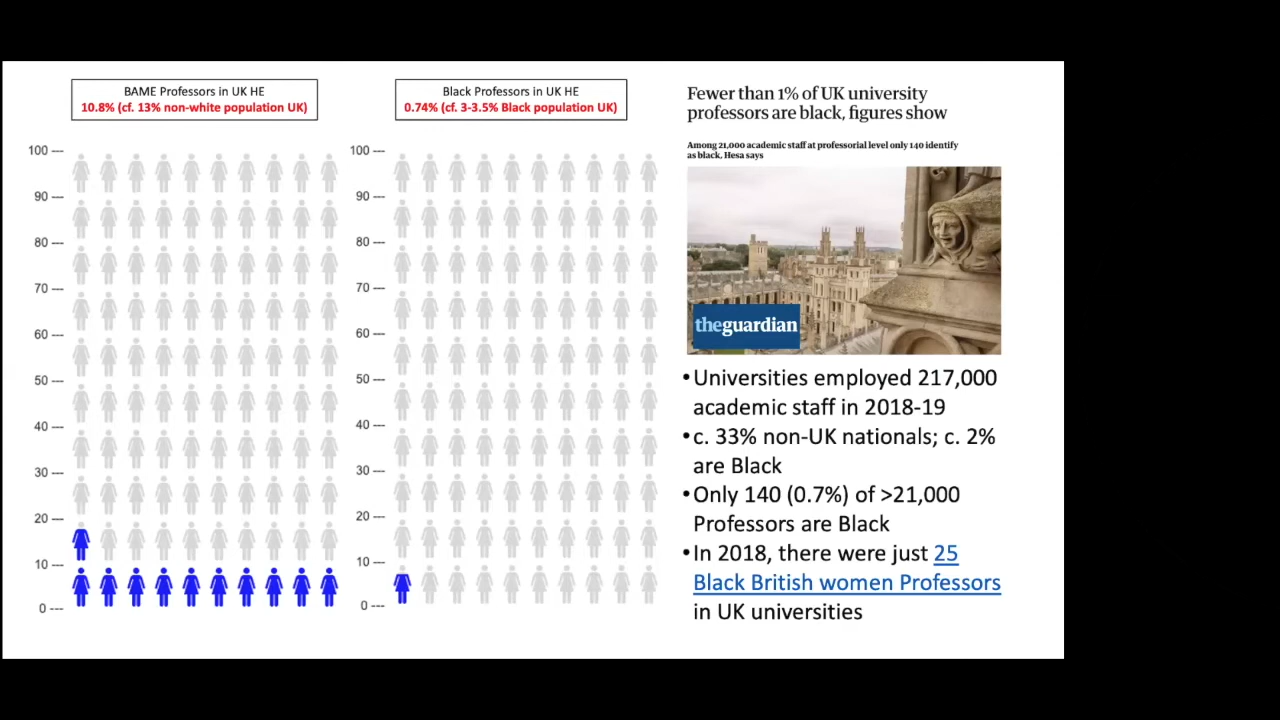 BAME Professors in UK HE
10.8% (cf. 13% non-white population UK)
100 ---
90 ---
80 ---
70 ---
60 ---
50 ---
40 ---
30 ---
20 ---
10 ---
0 ---
Black Professors in UK HE
0.74% (cf. 3-3.5% Black population UK)
100 ---
90 ---
80 ---
70 ---
60 ---
50 ---
40 ---
30 ---
20 ---
10 ---
0 ---
Fewer than 1% of UK university
professors are black, figures show
Among 21,000 academic staff at professorial level only 140 identify
as black, Hesa says
theguardian
•Universities employed 217,000
academic staff in 2018-19
•c. 33% non-UK nationals; c. 2%
are Black
•Only 140 (0.7%) of >21,000
Professors are Black
•In 2018, there were just 25
Black British women Professors
in UK universities